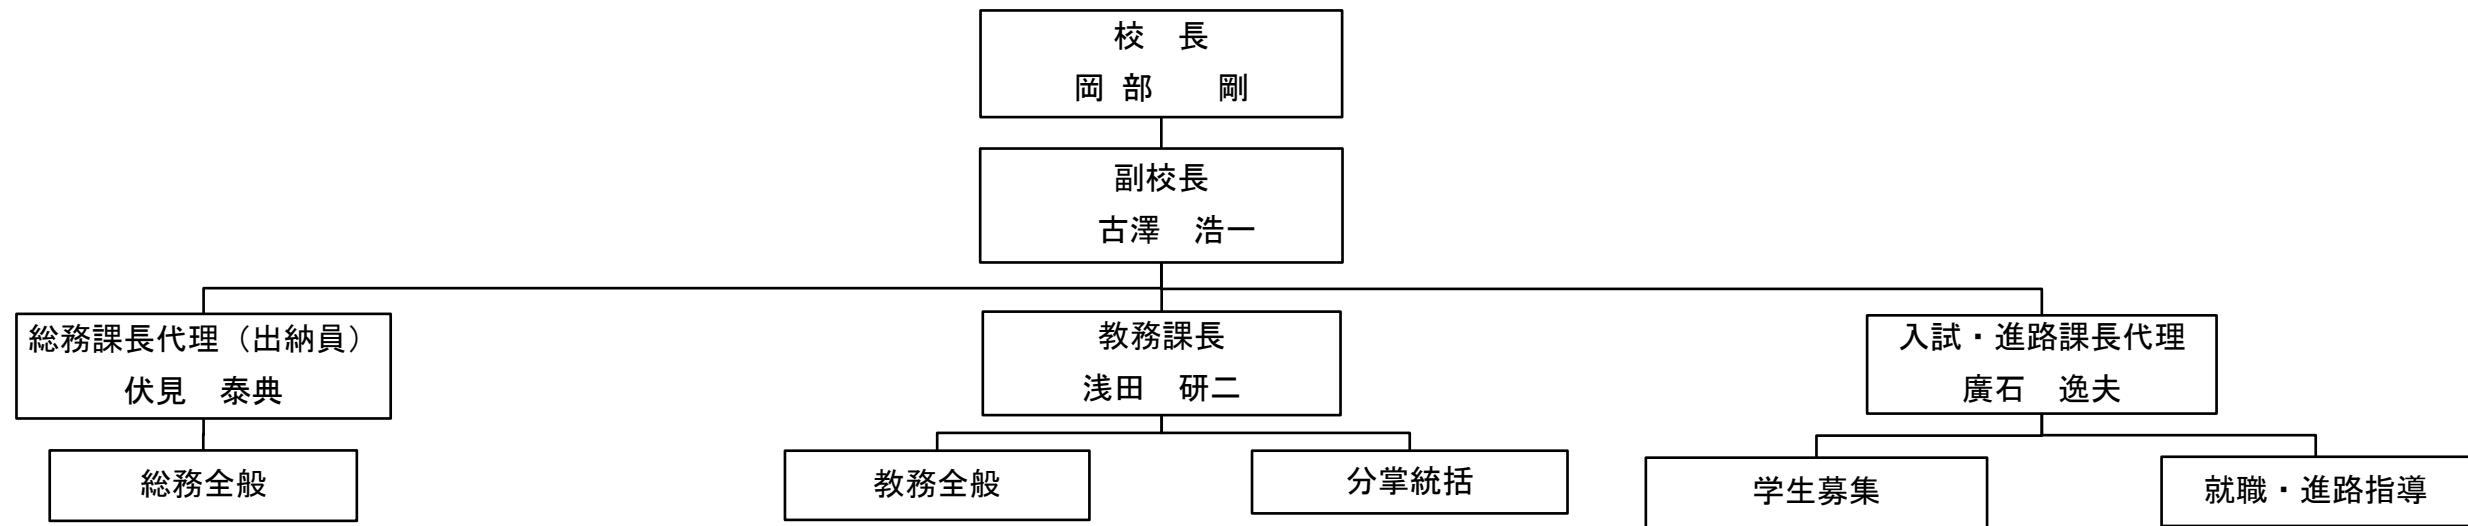 校　長
岡 部　　剛
副校長
古澤　浩一
総務課長代理（出納員）
伏見　泰典
教務課長
浅田　研二
入試・進路課長代理
廣石　逸夫
総務全般
教務全般
分掌統括
学生募集
就職・進路指導